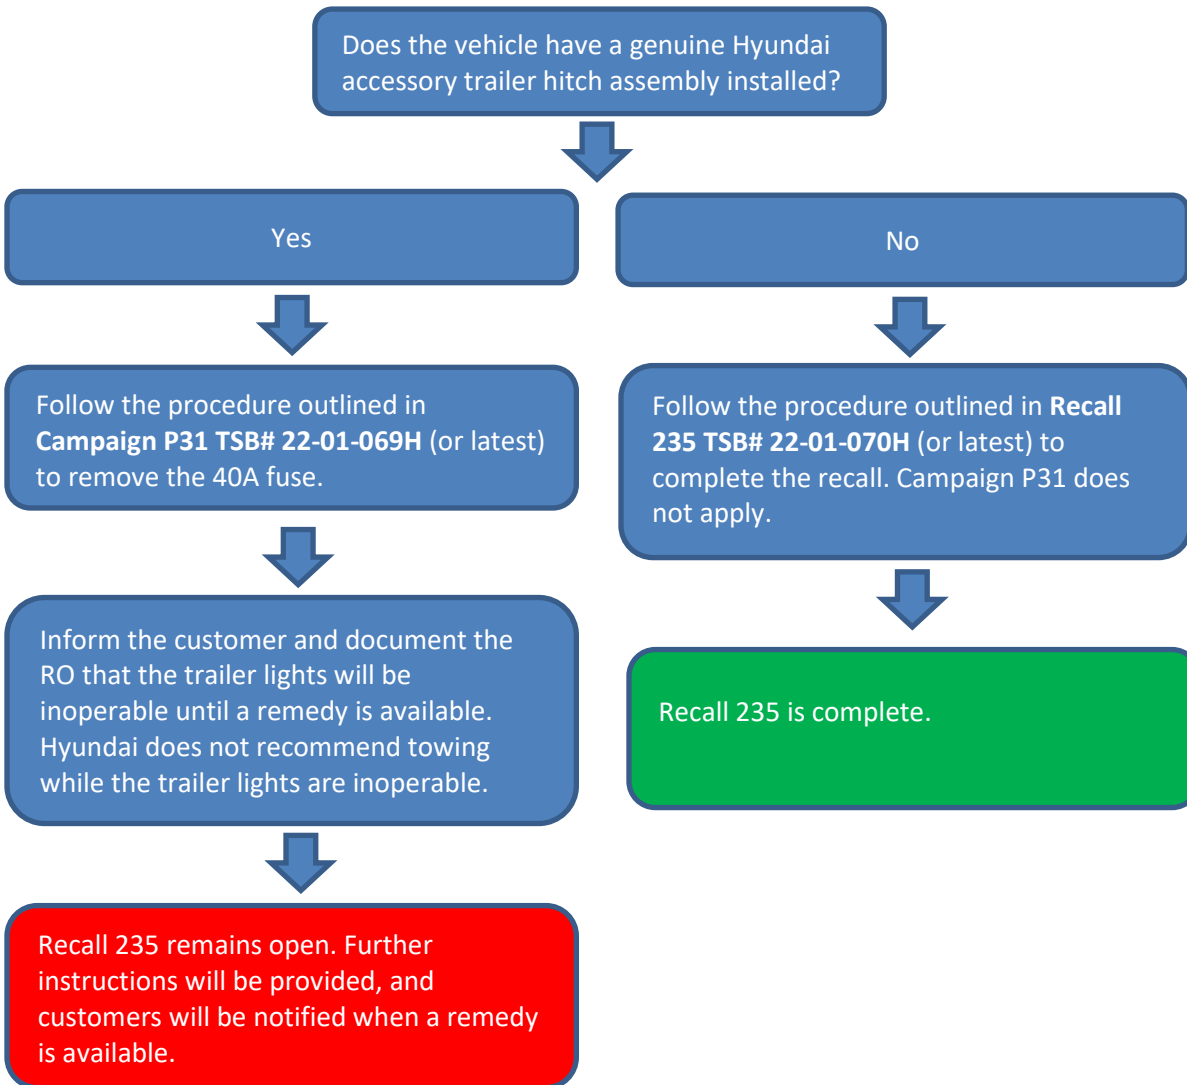 Does the vehicle have a genuine Hyundai
accessory trailer hitch assembly installed?
Yes
No
Follow the procedure outlined in
Campaign P31 TSB# 22-01-069H (or latest)
to remove the 40A fuse.
Follow the procedure outlined in Recall
235 TSB# 22-01-070H (or latest) to
complete the recall. Campaign P31 does
not apply.
Inform the customer and document the
RO that the trailer lights will be
inoperable until a remedy is available.
Hyundai does not recommend towing
while the trailer lights are inoperable.
Recall 235 is complete.
Recall 235 remains open. Further
instructions will be provided, and
customers will be notified when a remedy
is available.